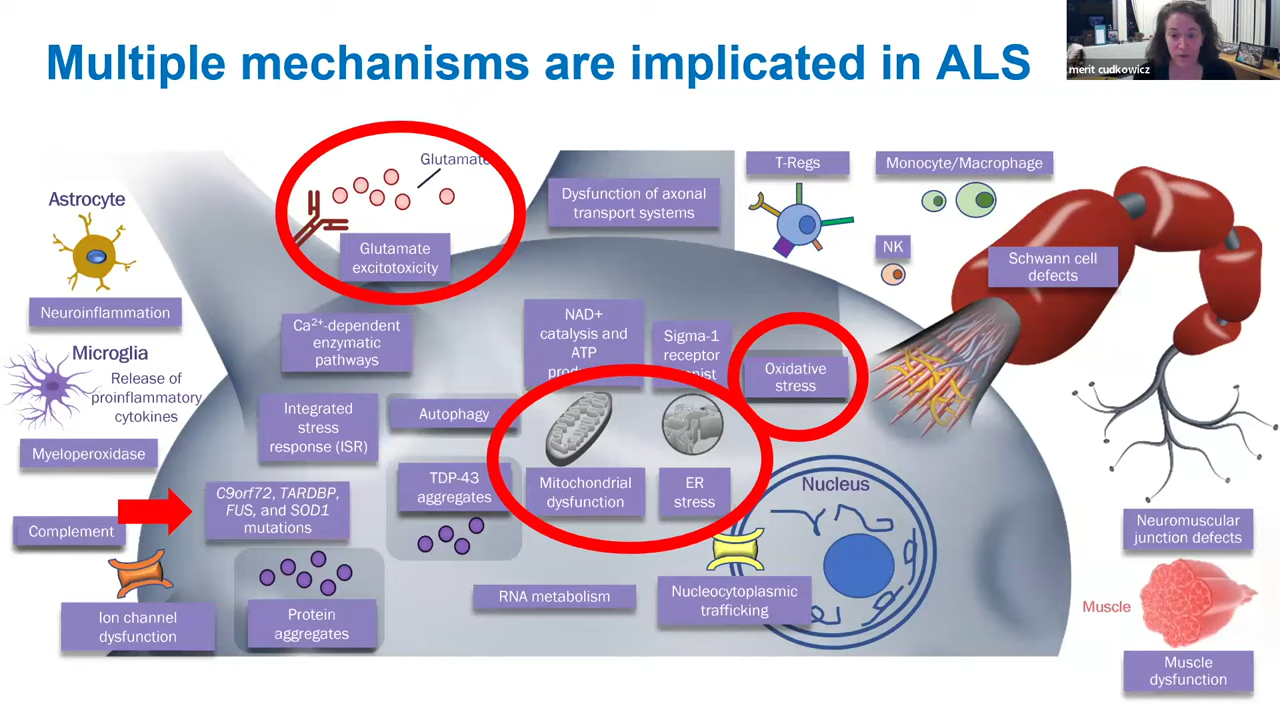 Multiple mechanisms are implicated in ALS
merit cudkowicz
Glutamate
Glutamate
excitotoxicity
Dysfunction of axonal
transport systems
T-Regs
Monocyte/Macrophage
NK
Schwann cell
defects
Astrocyte
Neuroinflammation
Microglia
Release of
proinflammatory
cytokines
Myeloperoxidase
Complement
Ion channel
dysfunction
Ca²⁺-dependent
enzymatic
pathways
Integrated
stress
response (ISR)
C9orf72, TARDBP,
FUS, and SOD1
mutations
Protein
aggregates
Autophagy
TDP-43
aggregates
NAD+
catalysis and
ATP
Sigma-1
receptor
Oxidative
stress
Mitochondrial
dysfunction
ER
stress
Nucleus
RNA metabolism
Nucleocytoplasmic
trafficking
Neuromuscular
junction defects
Muscle
Muscle
dysfunction